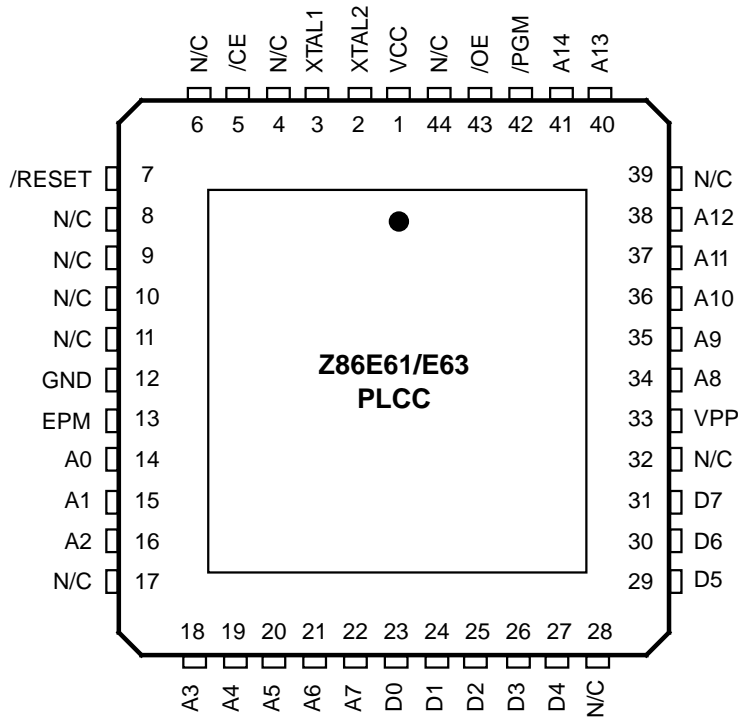 N/C /CE N/C XTAL1 XTAL2 VCC N/C /OE /PGM A14 A13
6 5 4 3 2 1 44 43 42 41 40
/RESET 7 39 N/C
N/C 8 38 A12
N/C 9 37 A11
N/C 10 36 A10
N/C 11 35 A9
Z86E61/E63
PLCC
GND 12 34 A8
EPM 13 33 VPP
A0 14 32 N/C
A1 15 31 D7
A2 16 30 D6
N/C 17 29 D5
18 19 20 21 22 23 24 25 26 27 28
A3 A4 A5 A6 A7 D0 D1 D2 D3 D4 N/C